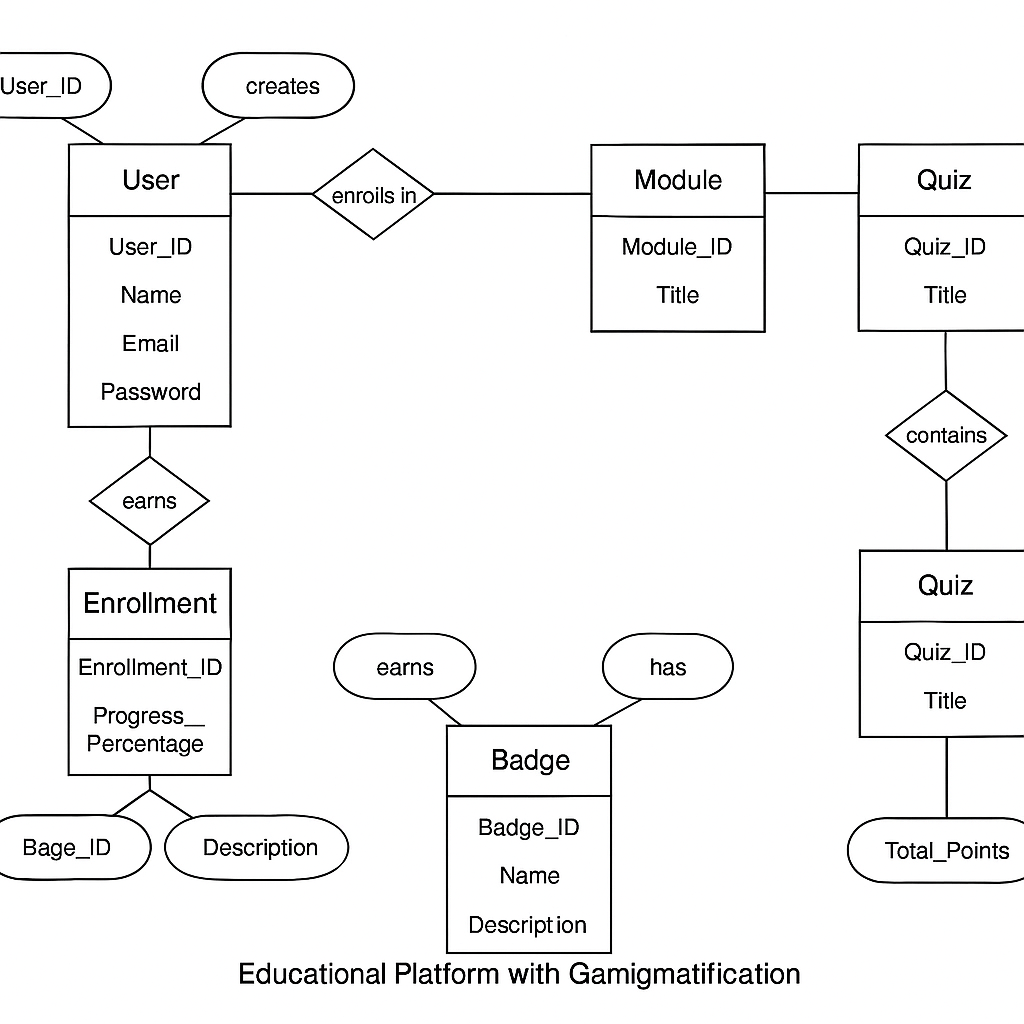 User_ID
creates
User
User_ID
Name
Email
Password
enroils in
Module
Module_ID
Title
Quiz
Quiz_ID
Title
contains
earns
Enrollment
Enrollment_ID
Progress__
Percentage
Bage_ID
Description
earns
has
Badge
Badge_ID
Name
Description
Quiz
Quiz_ID
Title
Total_Points
Educational Platform with Gamigmatification